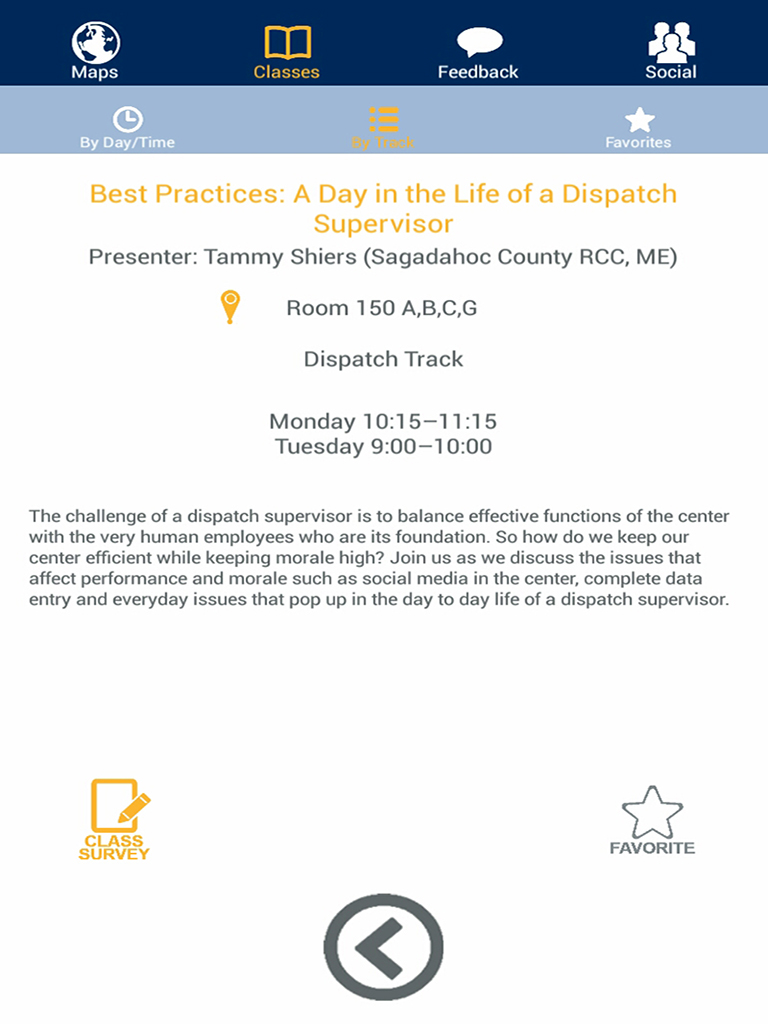 Maps
Classes
Feedback
Social
By Day/Time
By Track
Favorites
Best Practices: A Day in the Life of a Dispatch
Supervisor
Presenter: Tammy Shiers (Sagadahoc County RCC, ME)
Room 150 A,B,C,G
Dispatch Track
Monday 10:15–11:15
Tuesday 9:00–10:00
The challenge of a dispatch supervisor is to balance effective functions of the center
with the very human employees who are its foundation. So how do we keep our
center efficient while keeping morale high? Join us as we discuss the issues that
affect performance and morale such as social media in the center, complete data
entry and everyday issues that pop up in the day to day life of a dispatch supervisor.
CLASS
SURVEY
FAVORITE